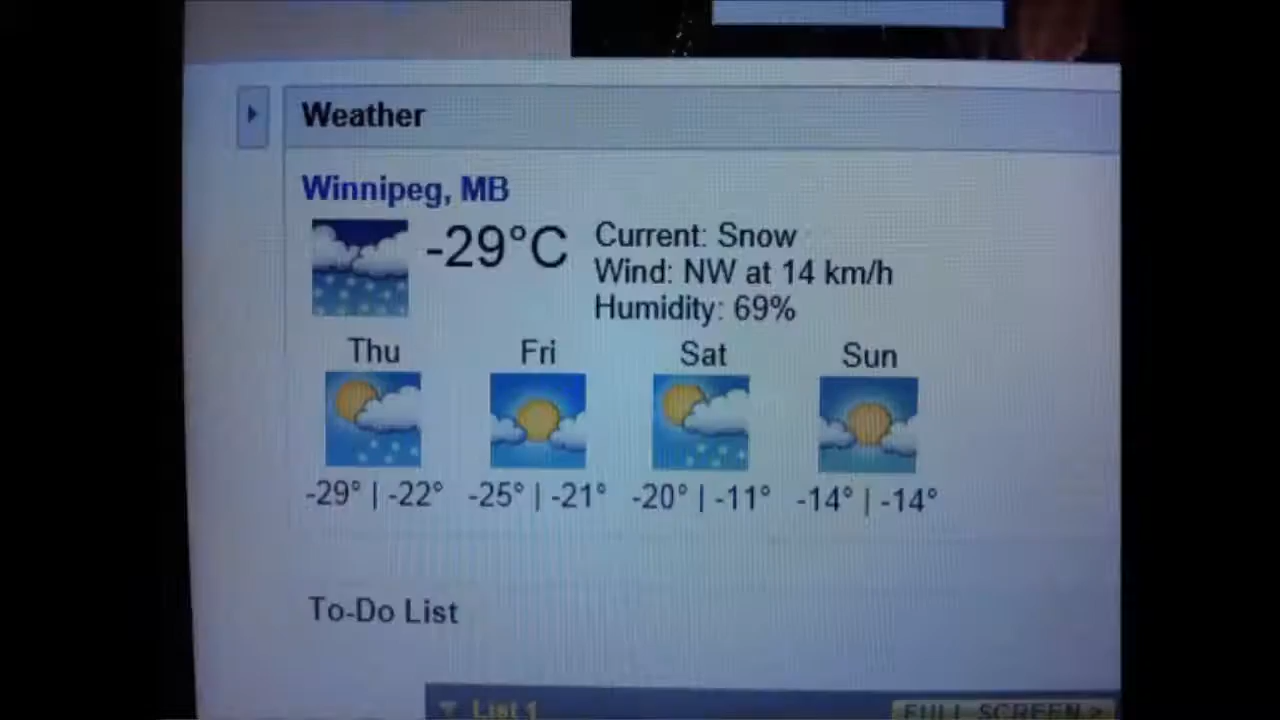 Weather
Winnipeg, MB
-29°C
Current: Snow
Wind: NW at 14 km/h
Humidity: 69%
Thu Fri Sat Sun
-29° | -22° -25° | -21° -20° | -11° -14° | -14°
To-Do List
List 1
FULL SCREEN >